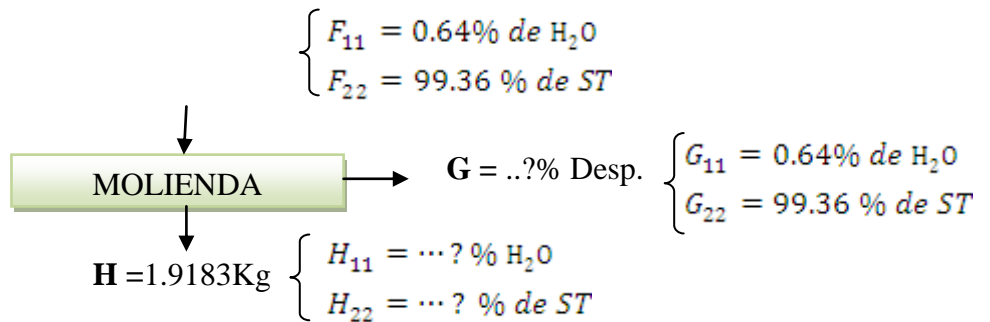 F₁₁ = 0.64% de H₂O
F₂₂ = 99.36 % de ST
MOLIENDA
G = ..?% Desp.
G₁₁ = 0.64% de H₂O
G₂₂ = 99.36 % de ST
H =1.9183Kg
H₁₁ = ⋯? % H₂O
H₂₂ = ⋯? % de ST